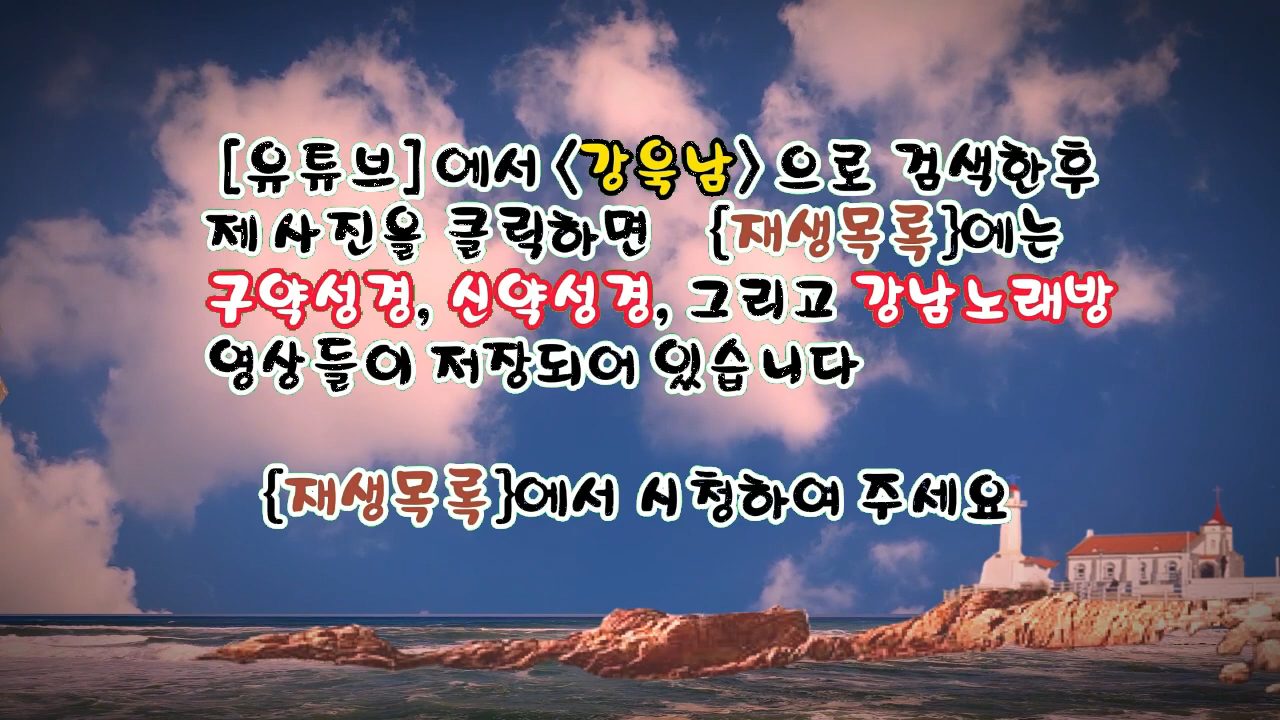 [유튜브]에서 <강욱남>으로 검색한후
제 사진을 클릭하면 {재생목록}에는
구약성경, 신약성경, 그리고 강남노래방
영상들이 저장되어 있습니다
{재생목록}에서 시청하여 주세요